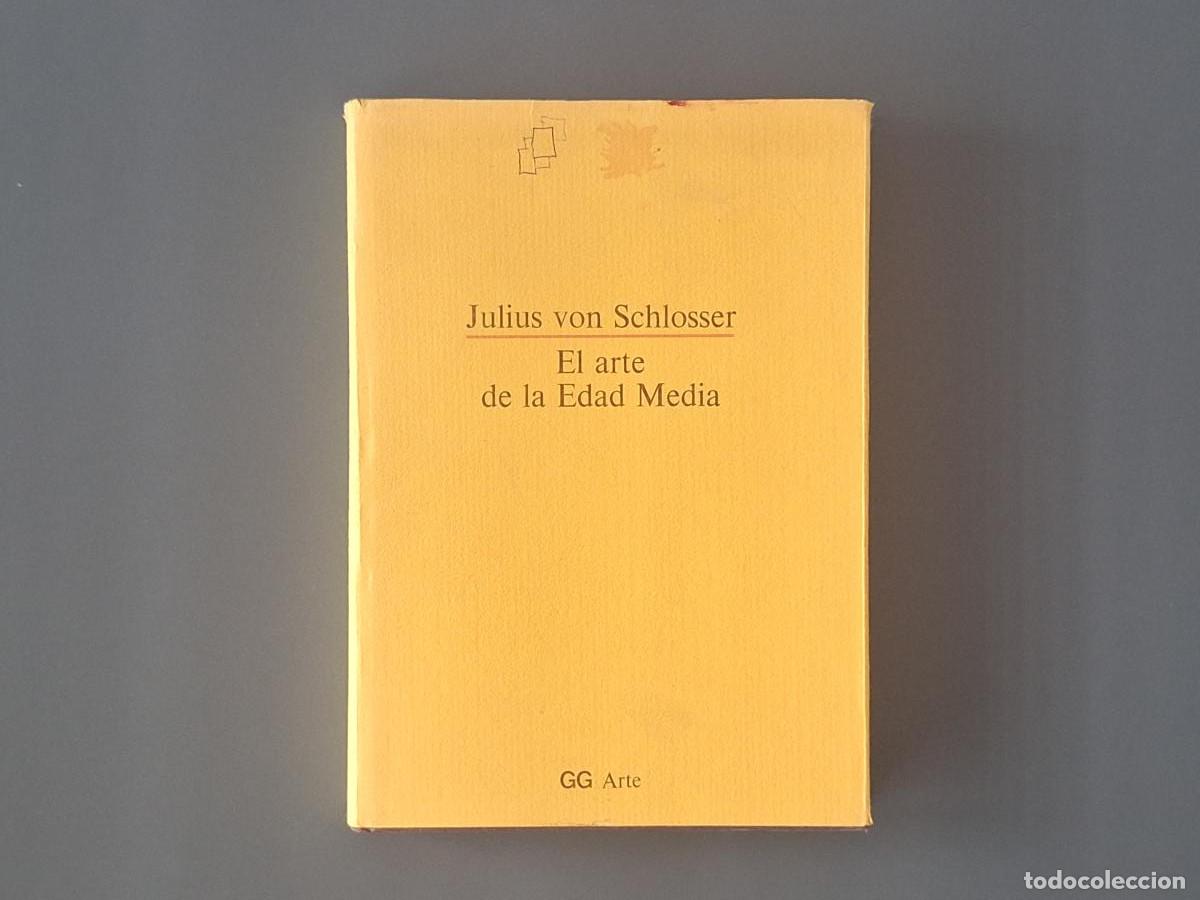 Julius von Schlosser
El arte
de la Edad Media
GG Arte
todocoleccion